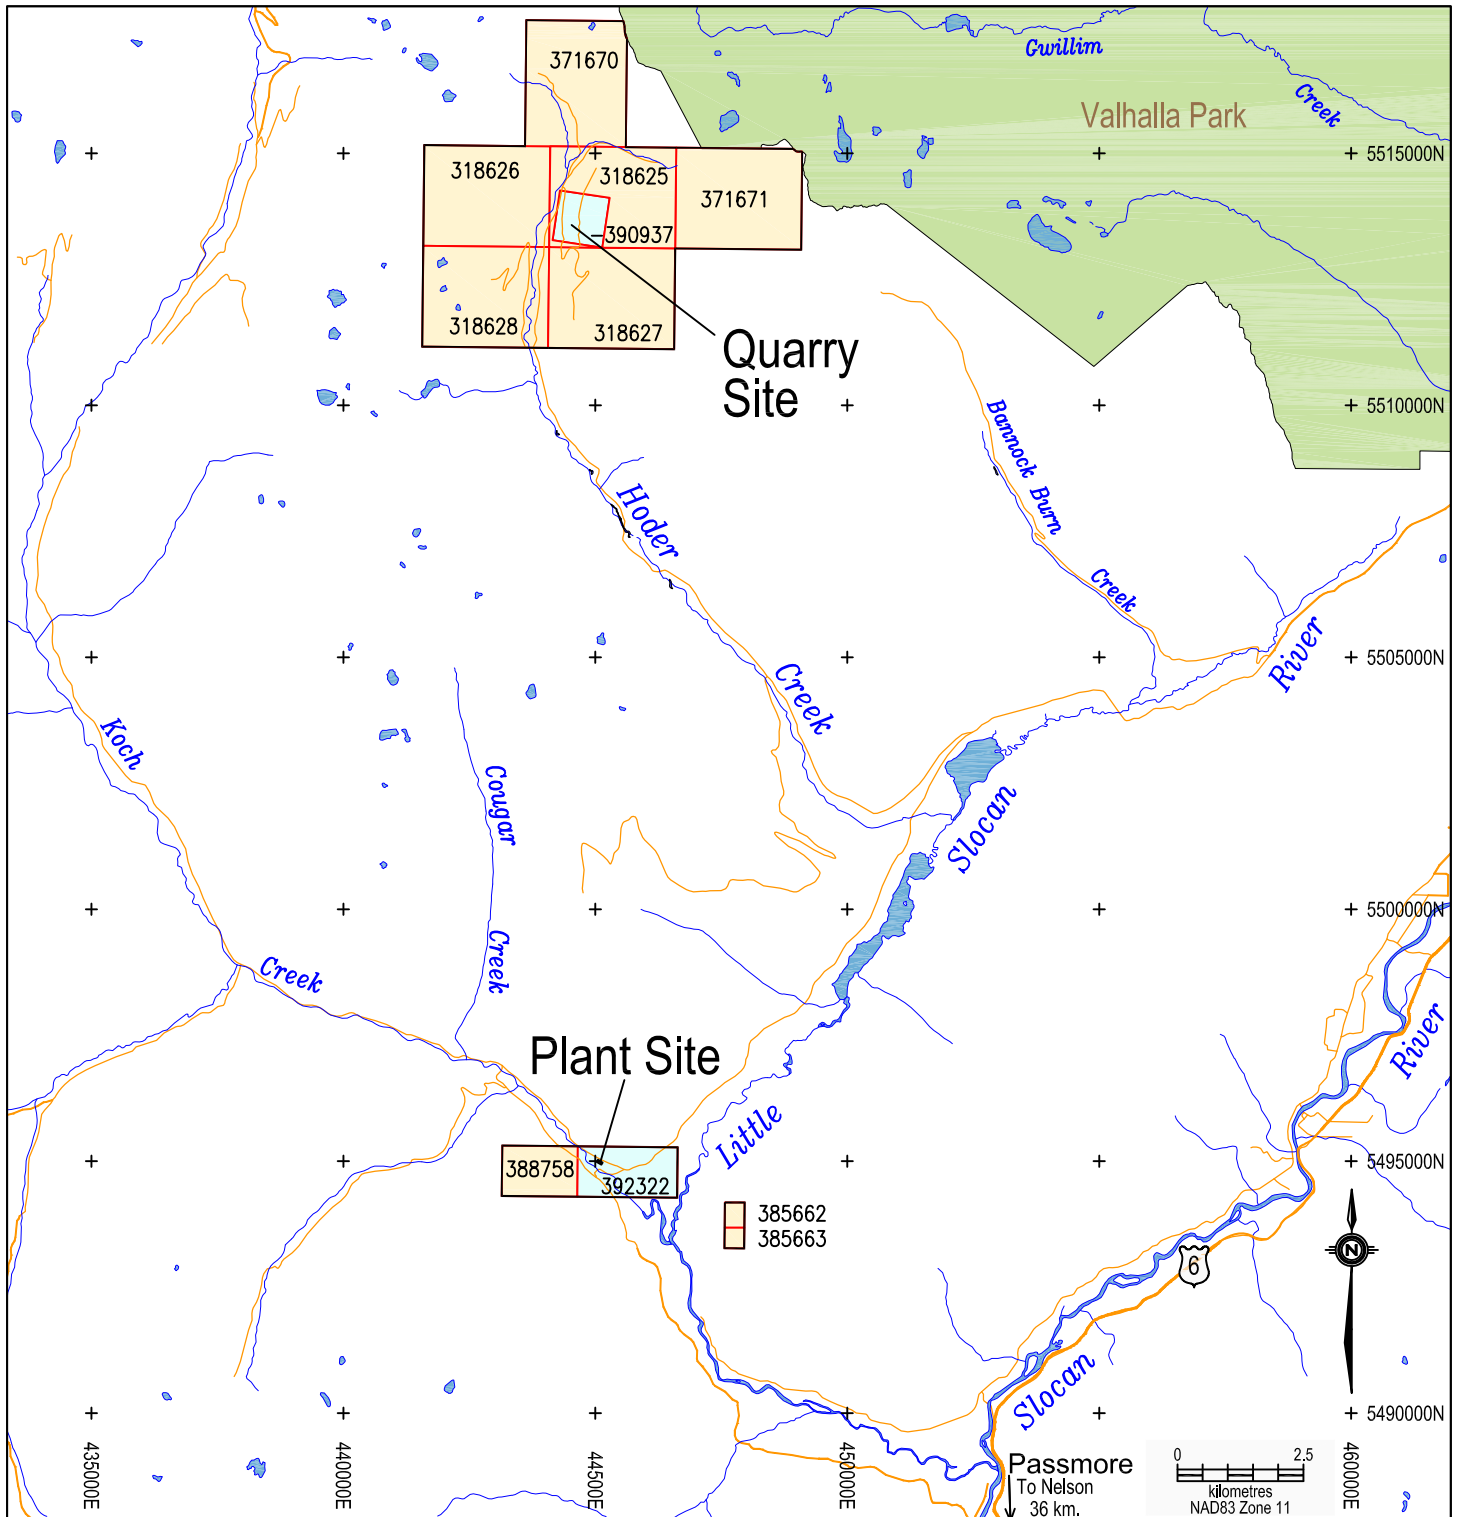 Gwillim
Creek
Valhalla Park
371670
318626
318625
371671
390937
318628
318627
5515000N
Quarry
Site
5510000N
Bannock Burn
Creek
Hoder
Creek
River
5505000N
Koch
Creek
Cougar
Creek
Slocan
5500000N
Plant Site
River
Little
388758
392322
5495000N
385662
385663
N
6
Slocan
5490000N
435000E
440000E
445000E
450000E
460000E
Passmore
To Nelson
36 km.
0 2.5
kilometres
NAD83 Zone 11